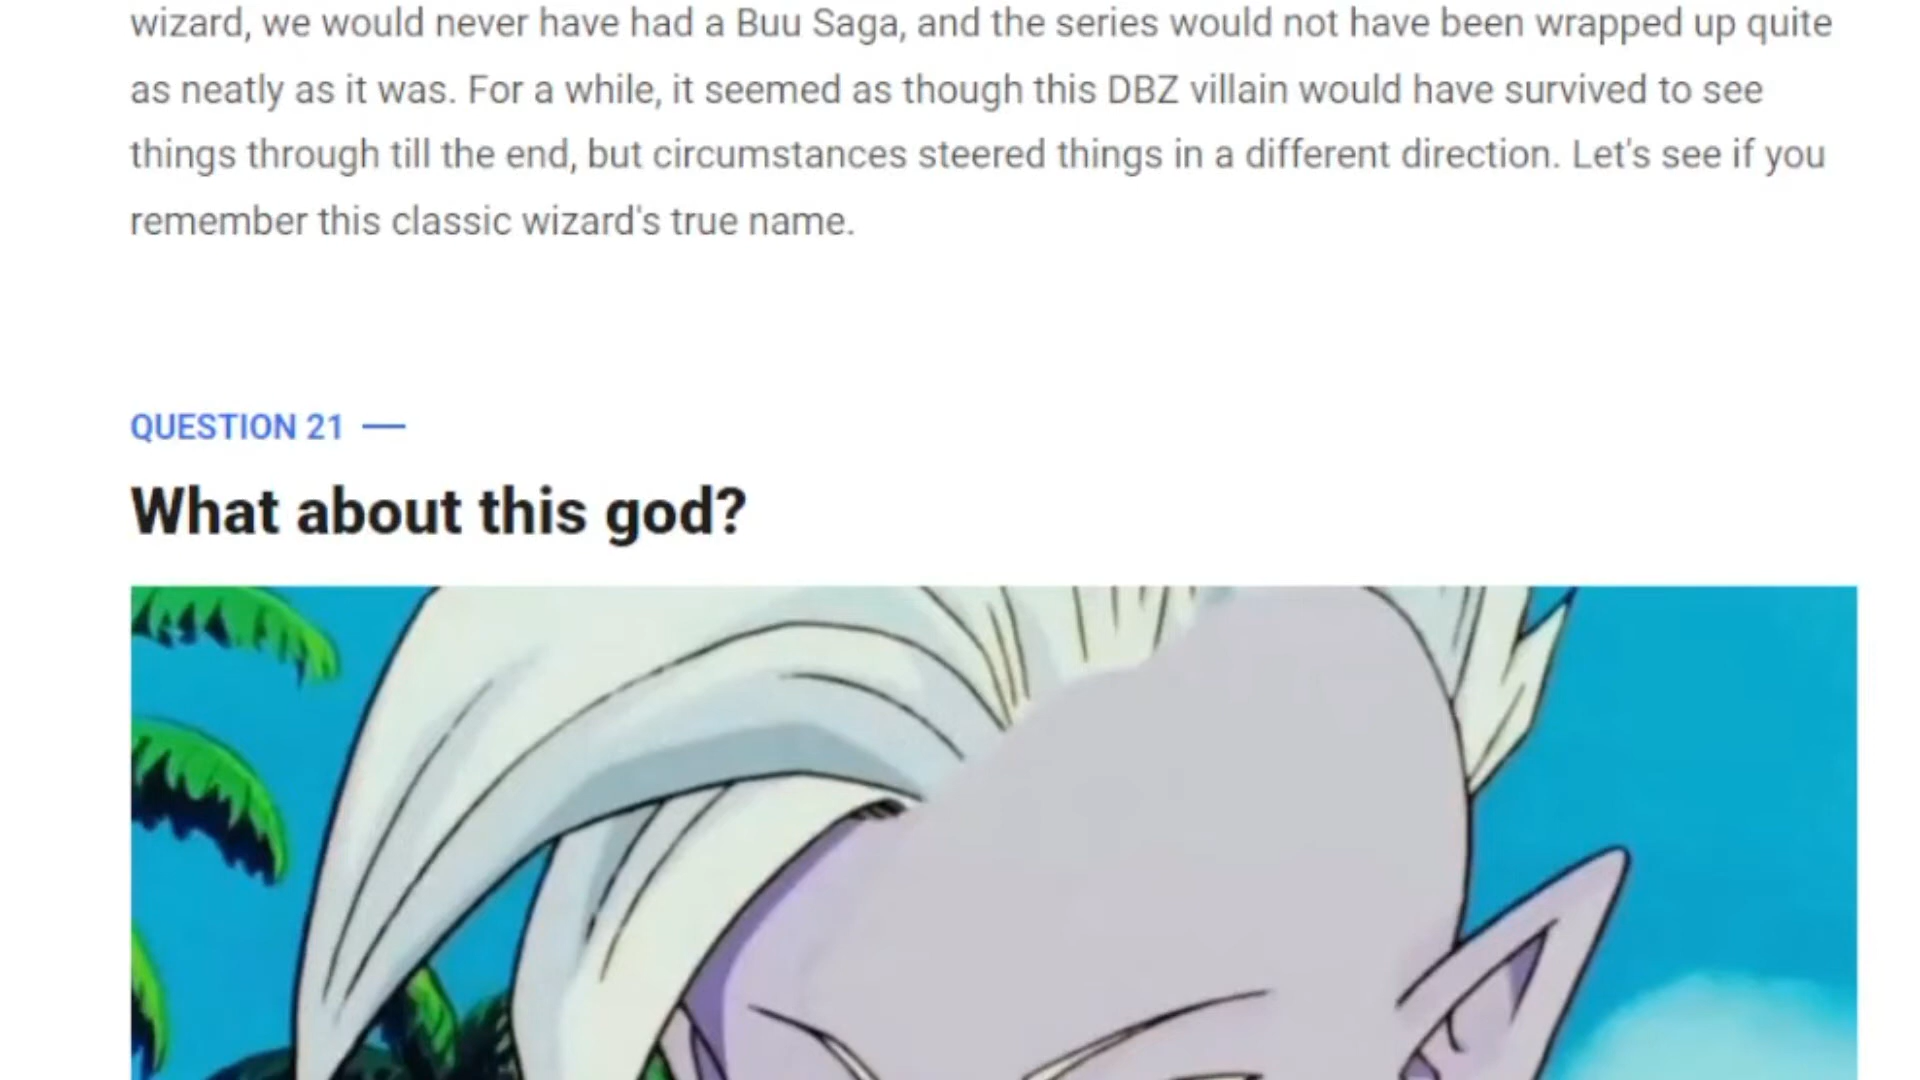 wizard, we would never have had a Buu Saga, and the series would not have been wrapped up quite
as neatly as it was. For a while, it seemed as though this DBZ villain would have survived to see
things through till the end, but circumstances steered things in a different direction. Let's see if you
remember this classic wizard's true name.
QUESTION 21 —
What about this god?